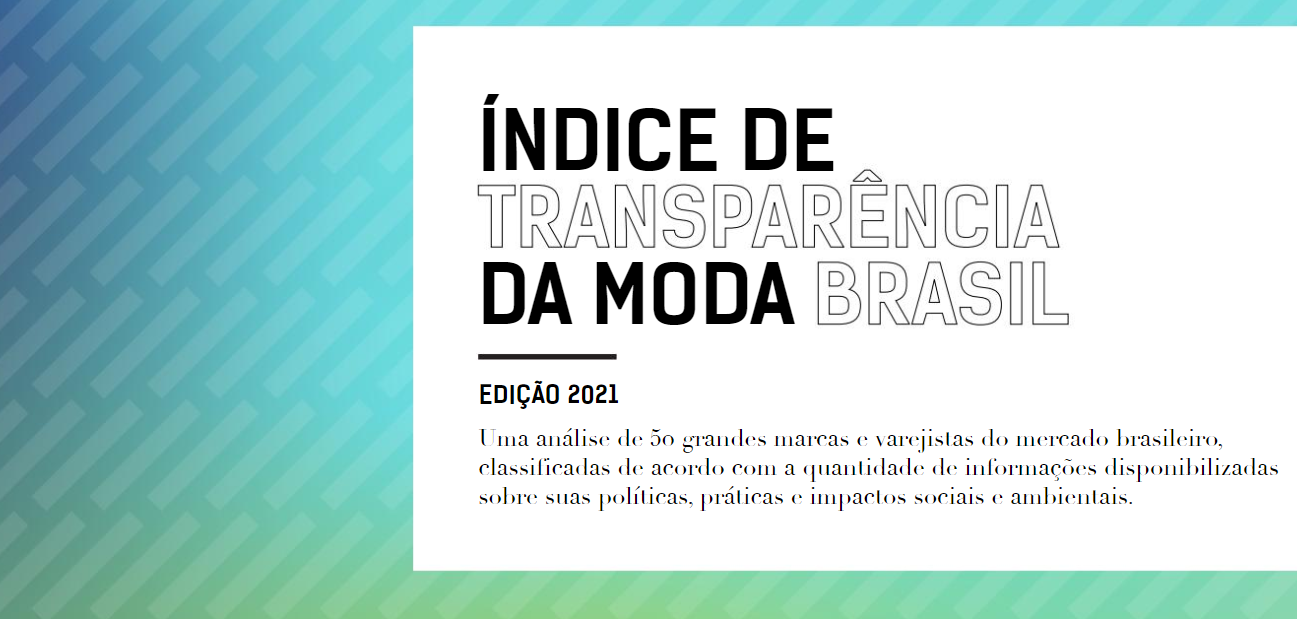 ÍNDICE DE
TRANSPARÊNCIA
DA MODA BRASIL
EDIÇÃO 2021
Uma análise de 50 grandes marcas e varejistas do mercado brasileiro,
classificadas de acordo com a quantidade de informações disponibilizadas
sobre suas políticas, práticas e impactos sociais e ambientais.